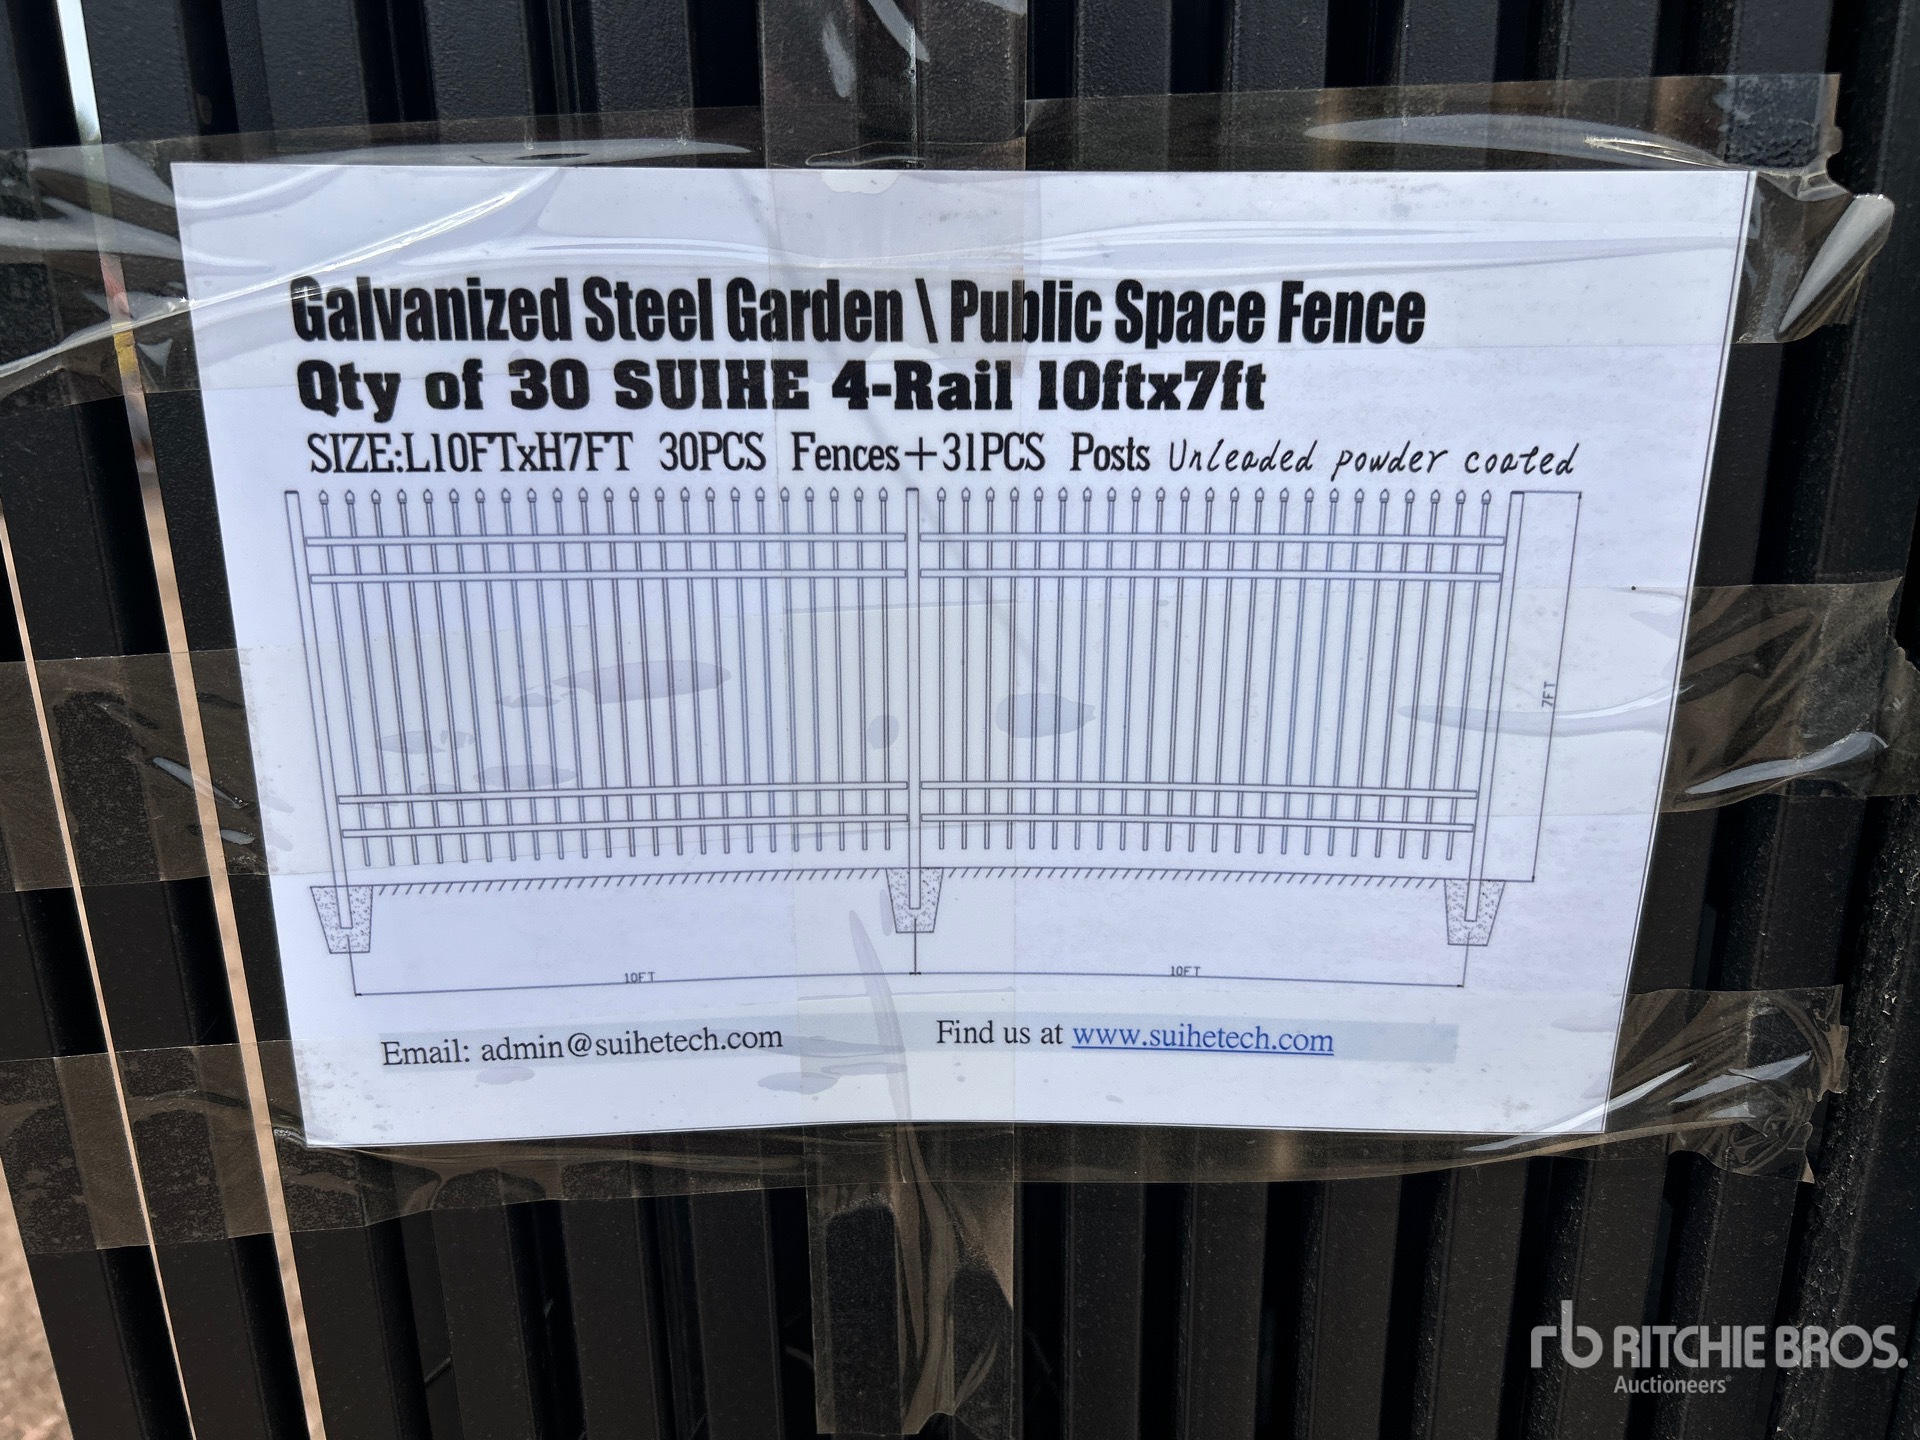 Galvanized Steel Garden \ Public Space Fence
Qty of 30 SUIHE 4-Rail 10ftx7ft
SIZE:L10FTxH7FT 30PCS Fences+31PCS Posts Unleaded powder coated
7FT
10FT 10FT
Email: admin@suihetech.com Find us at www.suihetech.com
rb RITCHIE BROS.
Auctioneers